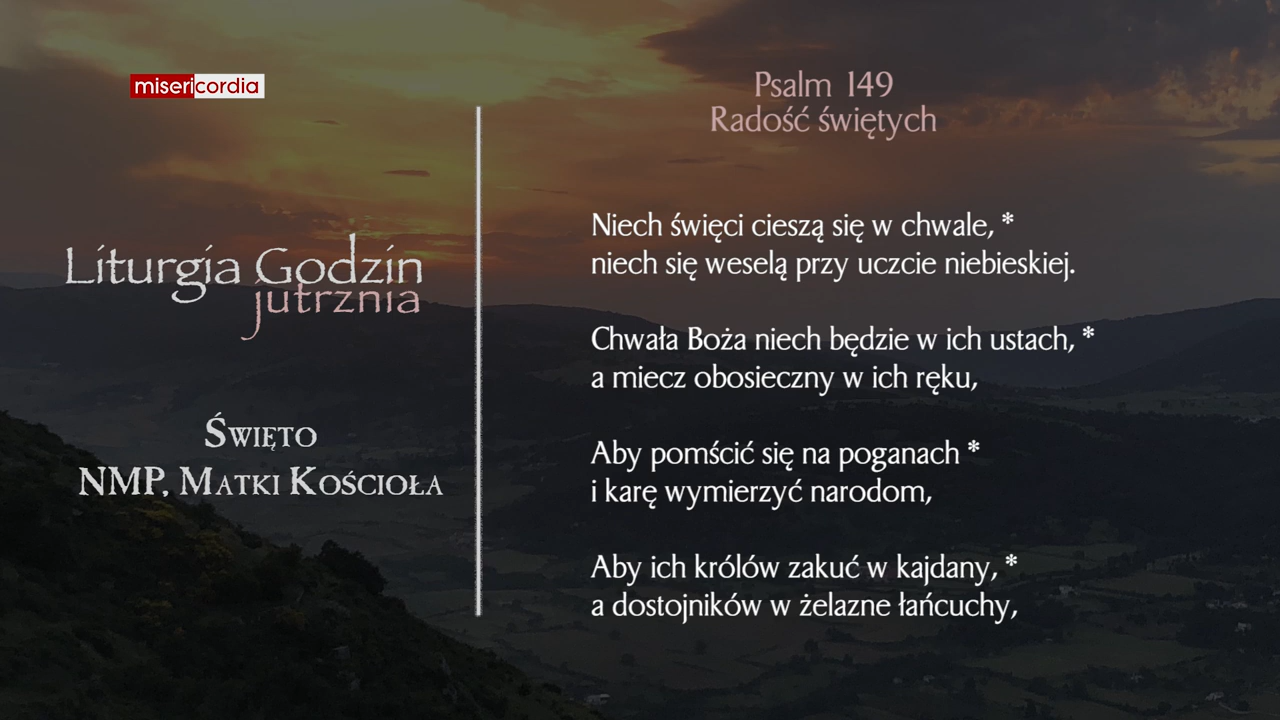 misericordia
Liturgia Godzin
jutrznia
Święto
NMP, Matki Kościoła
Psalm 149
Radość świętych
Niech święci cieszą się w chwale, *
niech się weselą przy uczcie niebieskiej.
Chwała Boża niech będzie w ich ustach, *
a miecz obosieczny w ich ręku,
Aby pomścić się na poganach *
i karę wymierzyć narodom,
Aby ich królów zakuć w kajdany, *
a dostojników w żelazne łańcuchy,